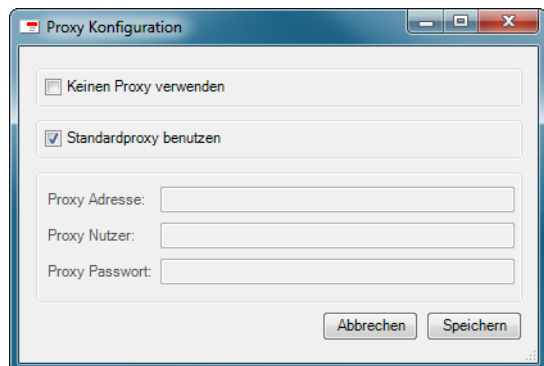 Proxy Konfiguration
Keinen Proxy verwenden
Standardproxy benutzen
Proxy Adresse:
Proxy Nutzer:
Proxy Passwort:
Abbrechen Speichern